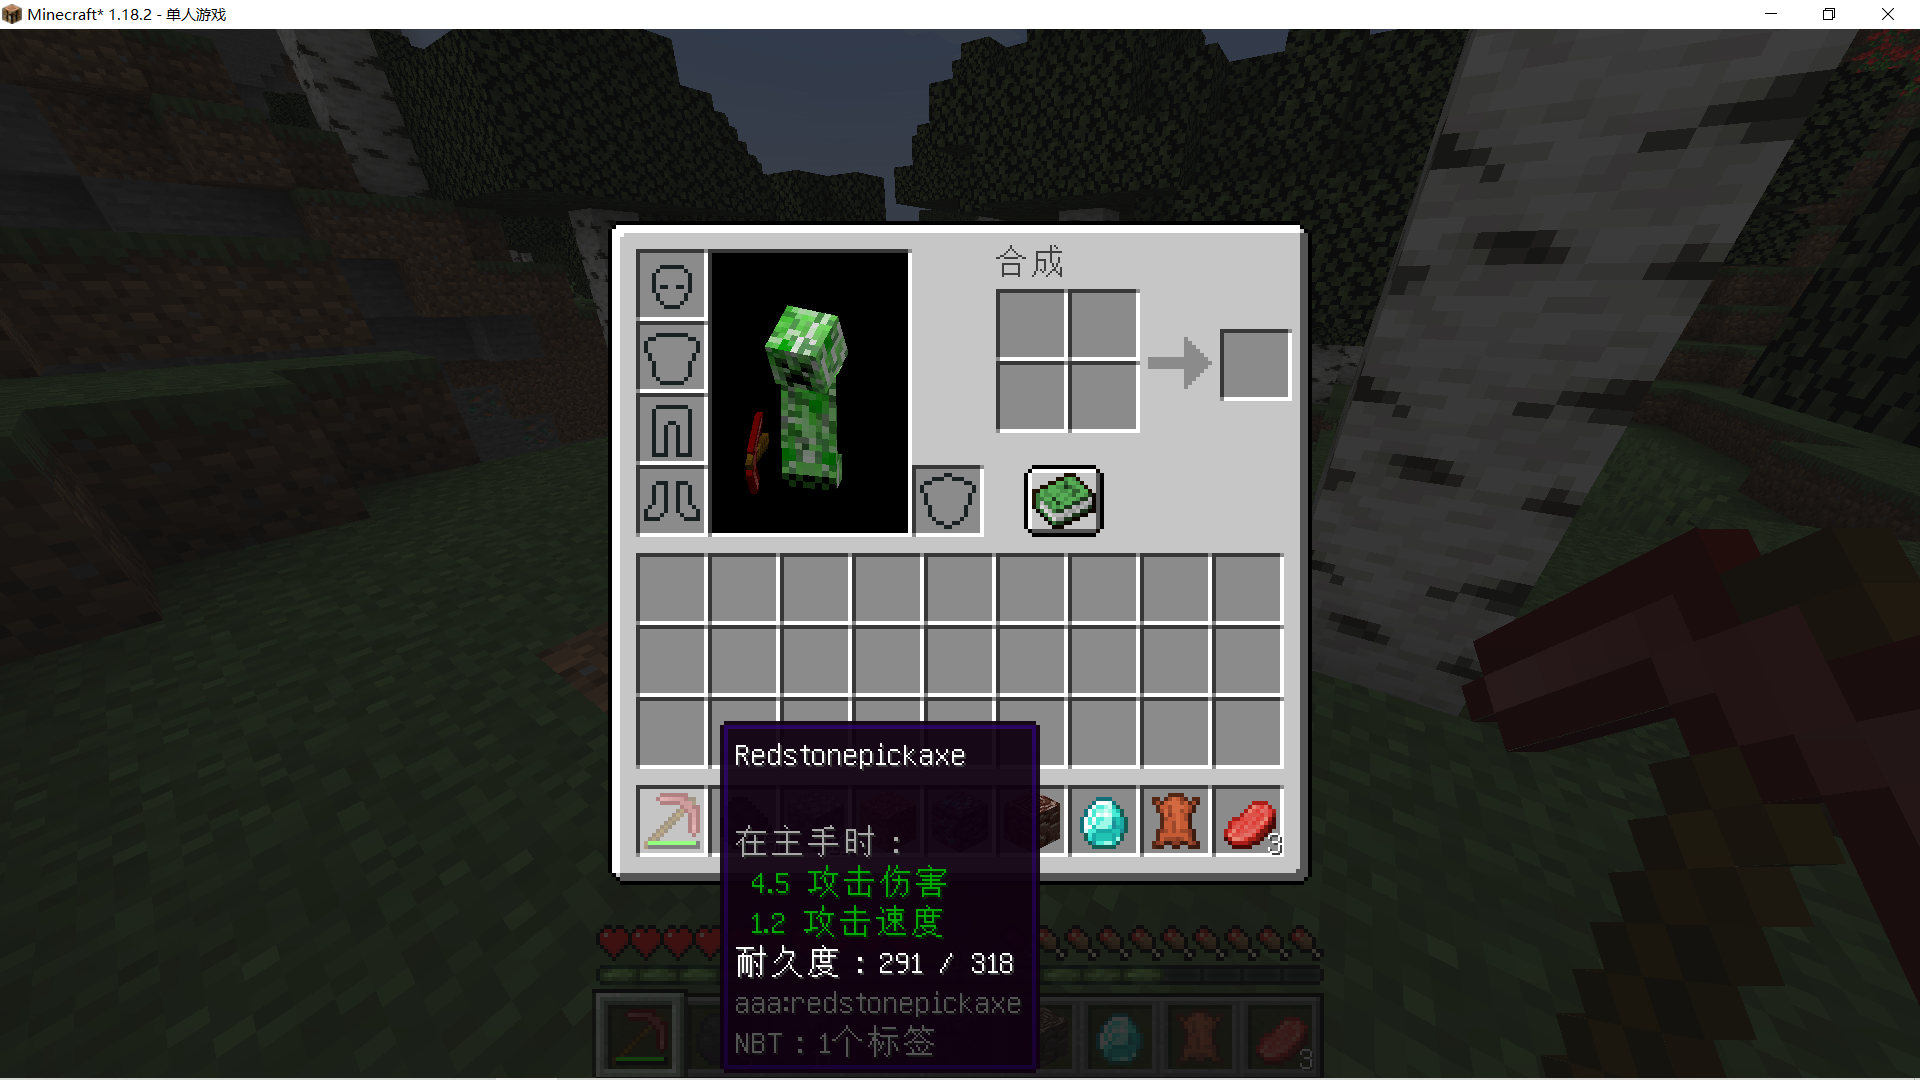 Minecraft* 1.18.2 - 单人游戏
合成
Redstonepickaxe
在主手时：
4.5 攻击伤害
1.2 攻击速度
耐久度：291 / 318
aaa:redstonepickaxe
NBT：1个标签
3
3